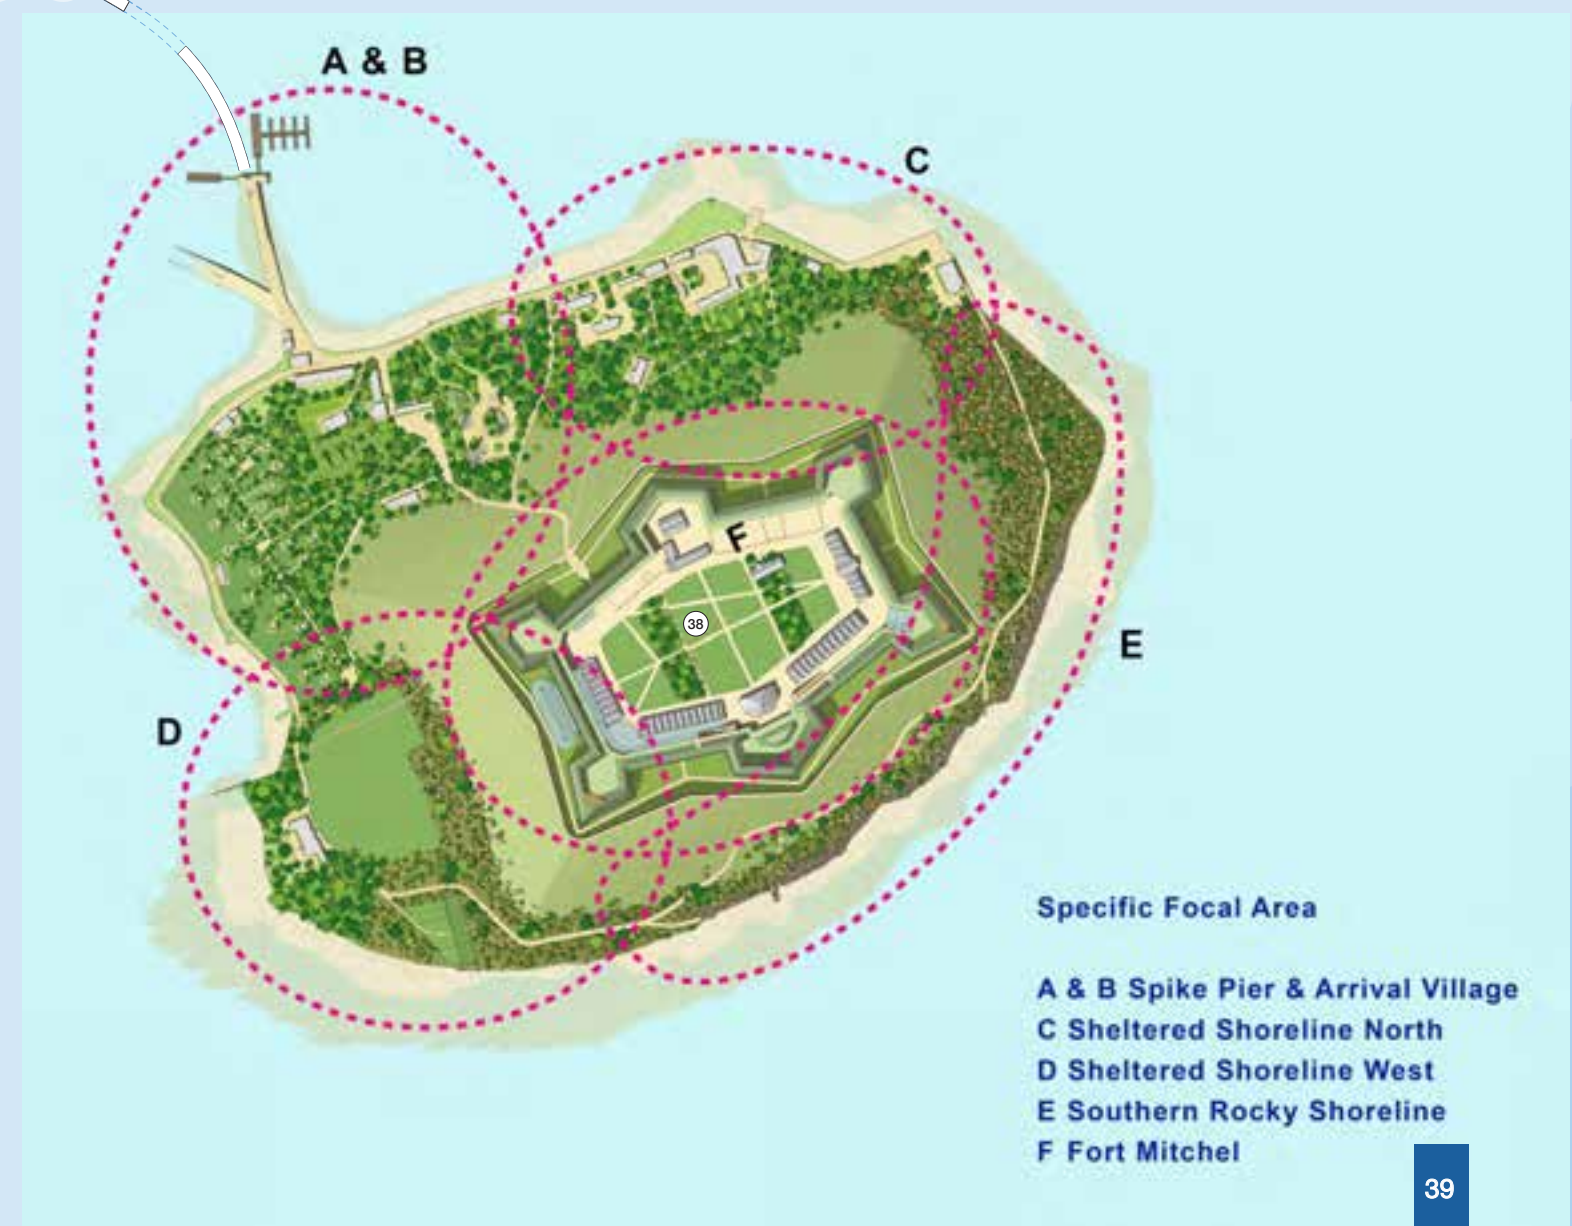 A & B
C
F
38
E
D
Specific Focal Area
A & B Spike Pier & Arrival Village
C Sheltered Shoreline North
D Sheltered Shoreline West
E Southern Rocky Shoreline
F Fort Mitchel
39